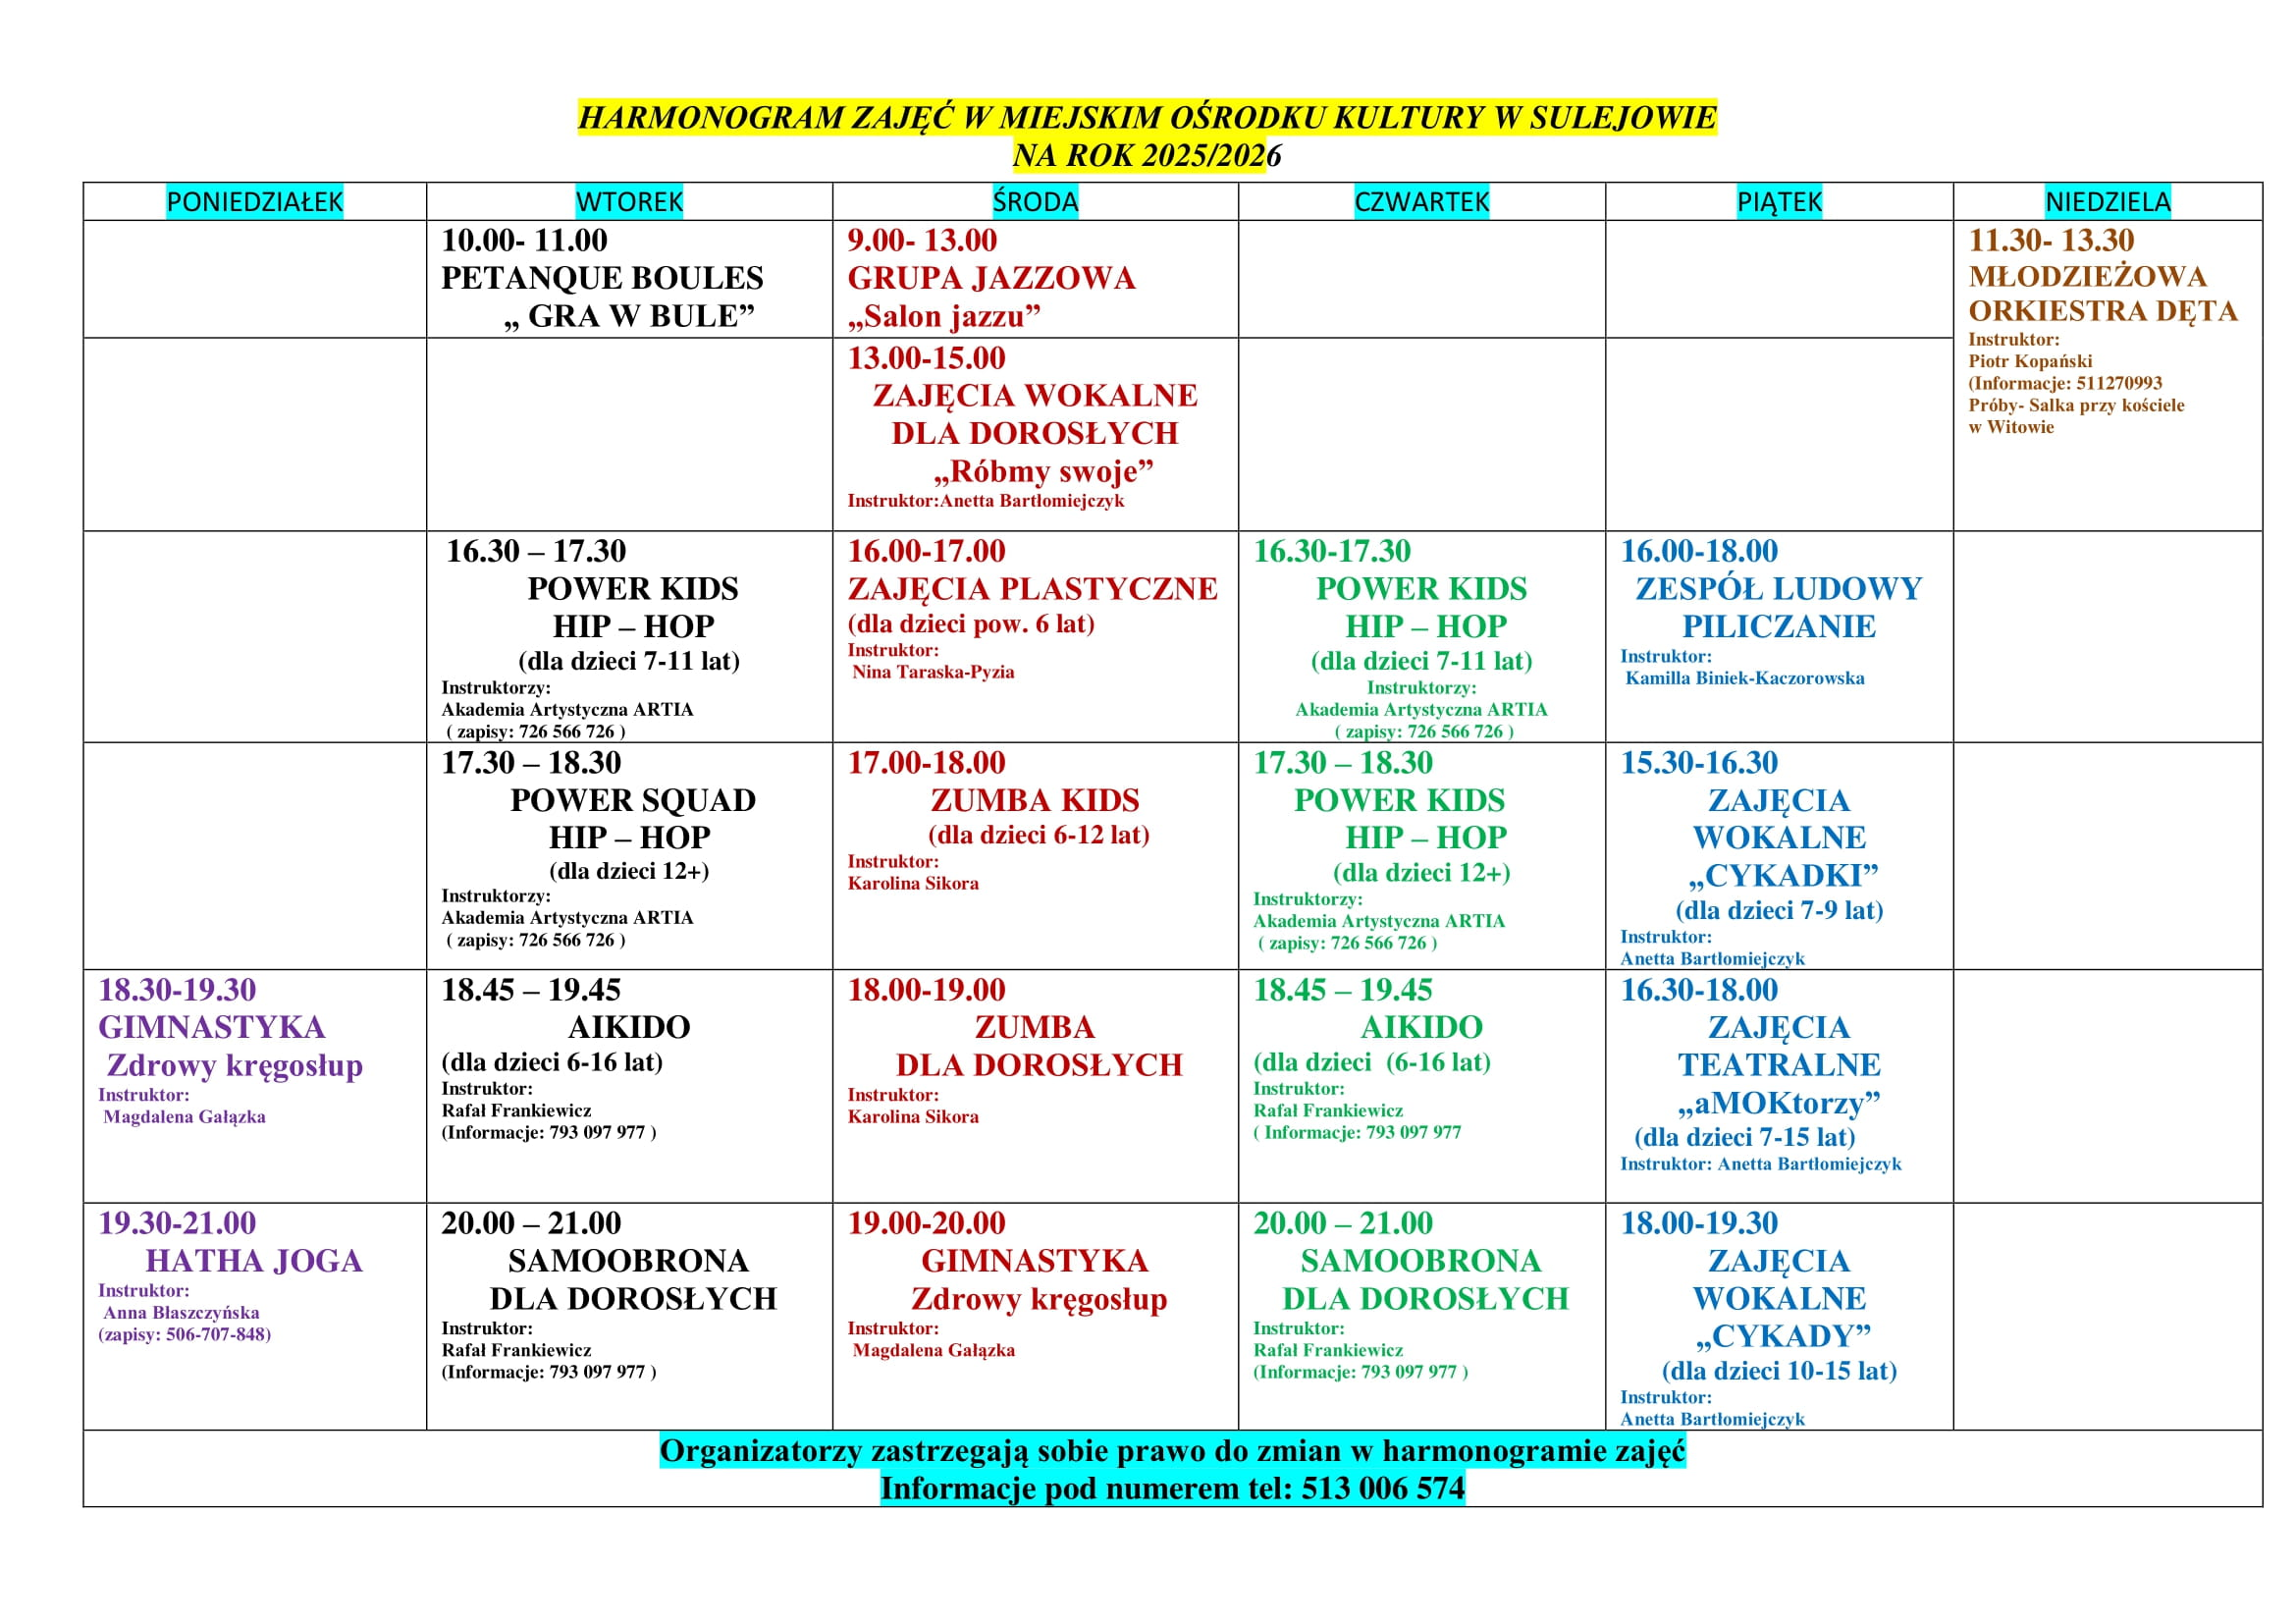 HARMONOGRAM ZAJĘĆ W MIEJSKIM OŚRODKU KULTURY W SULEJOWIE
NA ROK 2025/2026
PONIEDZIAŁEK
WTOREK
ŚRODA
CZWARTEK
PIĄTEK
NIEDZIELA
10.00- 11.00
PETANQUE BOULES
„ GRA W BULE”
9.00- 13.00
GRUPA JAZZOWA
„Salon jazzu”
11.30- 13.30
MŁODZIEŻOWA
ORKIESTRA DĘTA
Instruktor:
Piotr Kopański
(Informacje: 511270993
Próby- Salka przy kościele
w Witowie
13.00-15.00
ZAJĘCIA WOKALNE
DLA DOROSŁYCH
„Róbmy swoje”
Instruktor:Anetta Bartłomiejczyk
16.30 – 17.30
POWER KIDS
HIP – HOP
(dla dzieci 7-11 lat)
Instruktorzy:
Akademia Artystyczna ARTIA
( zapisy: 726 566 726 )
16.00-17.00
ZAJĘCIA PLASTYCZNE
(dla dzieci pow. 6 lat)
Instruktor:
Nina Taraska-Pyzia
16.30-17.30
POWER KIDS
HIP – HOP
(dla dzieci 7-11 lat)
Instruktorzy:
Akademia Artystyczna ARTIA
( zapisy: 726 566 726 )
16.00-18.00
ZESPÓŁ LUDOWY
PILICZANIE
Instruktor:
Kamilla Biniek-Kaczorowska
17.30 – 18.30
POWER SQUAD
HIP – HOP
(dla dzieci 12+)
Instruktorzy:
Akademia Artystyczna ARTIA
( zapisy: 726 566 726 )
17.00-18.00
ZUMBA KIDS
(dla dzieci 6-12 lat)
Instruktor:
Karolina Sikora
17.30 – 18.30
POWER KIDS
HIP – HOP
(dla dzieci 12+)
Instruktorzy:
Akademia Artystyczna ARTIA
( zapisy: 726 566 726 )
15.30-16.30
ZAJĘCIA
WOKALNE
„CYKADKI”
(dla dzieci 7-9 lat)
Instruktor:
Anetta Bartłomiejczyk
18.30-19.30
GIMNASTYKA
Zdrowy kręgosłup
Instruktor:
Magdalena Gałązka
18.45 – 19.45
AIKIDO
(dla dzieci 6-16 lat)
Instruktor:
Rafał Frankiewicz
(Informacje: 793 097 977 )
18.00-19.00
ZUMBA
DLA DOROSŁYCH
Instruktor:
Karolina Sikora
18.45 – 19.45
AIKIDO
(dla dzieci (6-16 lat)
Instruktor:
Rafał Frankiewicz
( Informacje: 793 097 977
16.30-18.00
ZAJĘCIA
TEATRALNE
„aMOKtorzy”
(dla dzieci 7-15 lat)
Instruktor: Anetta Bartłomiejczyk
19.30-21.00
HATHA JOGA
Instruktor:
Anna Błaszczyńska
(zapisy: 506-707-848)
20.00 – 21.00
SAMOOBRONA
DLA DOROSŁYCH
Instruktor:
Rafał Frankiewicz
(Informacje: 793 097 977 )
19.00-20.00
GIMNASTYKA
Zdrowy kręgosłup
Instruktor:
Magdalena Gałązka
20.00 – 21.00
SAMOOBRONA
DLA DOROSŁYCH
Instruktor:
Rafał Frankiewicz
(Informacje: 793 097 977 )
18.00-19.30
ZAJĘCIA
WOKALNE
„CYKADY”
(dla dzieci 10-15 lat)
Instruktor:
Anetta Bartłomiejczyk
Organizatorzy zastrzegają sobie prawo do zmian w harmonogramie zajęć
Informacje pod numerem tel: 513 006 574